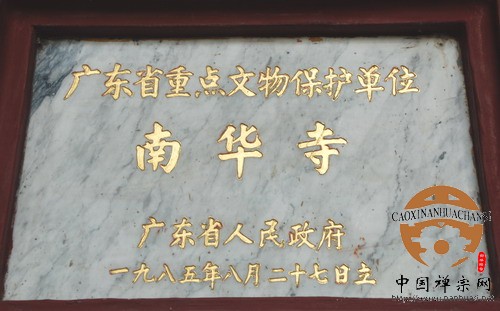 广东省重点文物保护单位
南华寺
广东省人民政府
一九八五年八月二十七日立
CAOXINANHUACHANSI
中国禅宗网